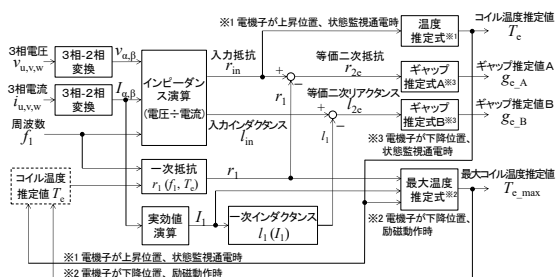 ※1 電機子が上昇位置、状態監視通電時
コイル温度推定値
T_e
3相電圧
v_u,v,w
3相-2相
変換
v_α,β
入力抵抗
r_in
温度
推定式※1
3相電流
i_u,v,w
3相-2相
変換
I_α,β
インピーダ
ンス演算
(電圧÷電流)
等価二次抵抗
r_2e
ギャップ
推定式A※3
ギャップ推定値A
g_e_A
r_1
−
等価二次リアクタンス
l_2e
ギャップ
推定式B※3
ギャップ推定値B
g_e_B
+
−
l_1
周波数
f_1
入力インダクタンス
l_in
※3 電機子が下降位置、
状態監視通電時
コイル温度
推定値 T_e
一次抵抗
r_1 (f_1, T_e)
r_1
最大温度
推定式※2
最大コイル温度推定値
T_e_max
実効値
演算
I_1
一次インダクタンス
l_1 (I_1)
※2 電機子が下降位置、
励磁動作時
※1 電機子が上昇位置、状態監視通電時
※2 電機子が下降位置、励磁動作時